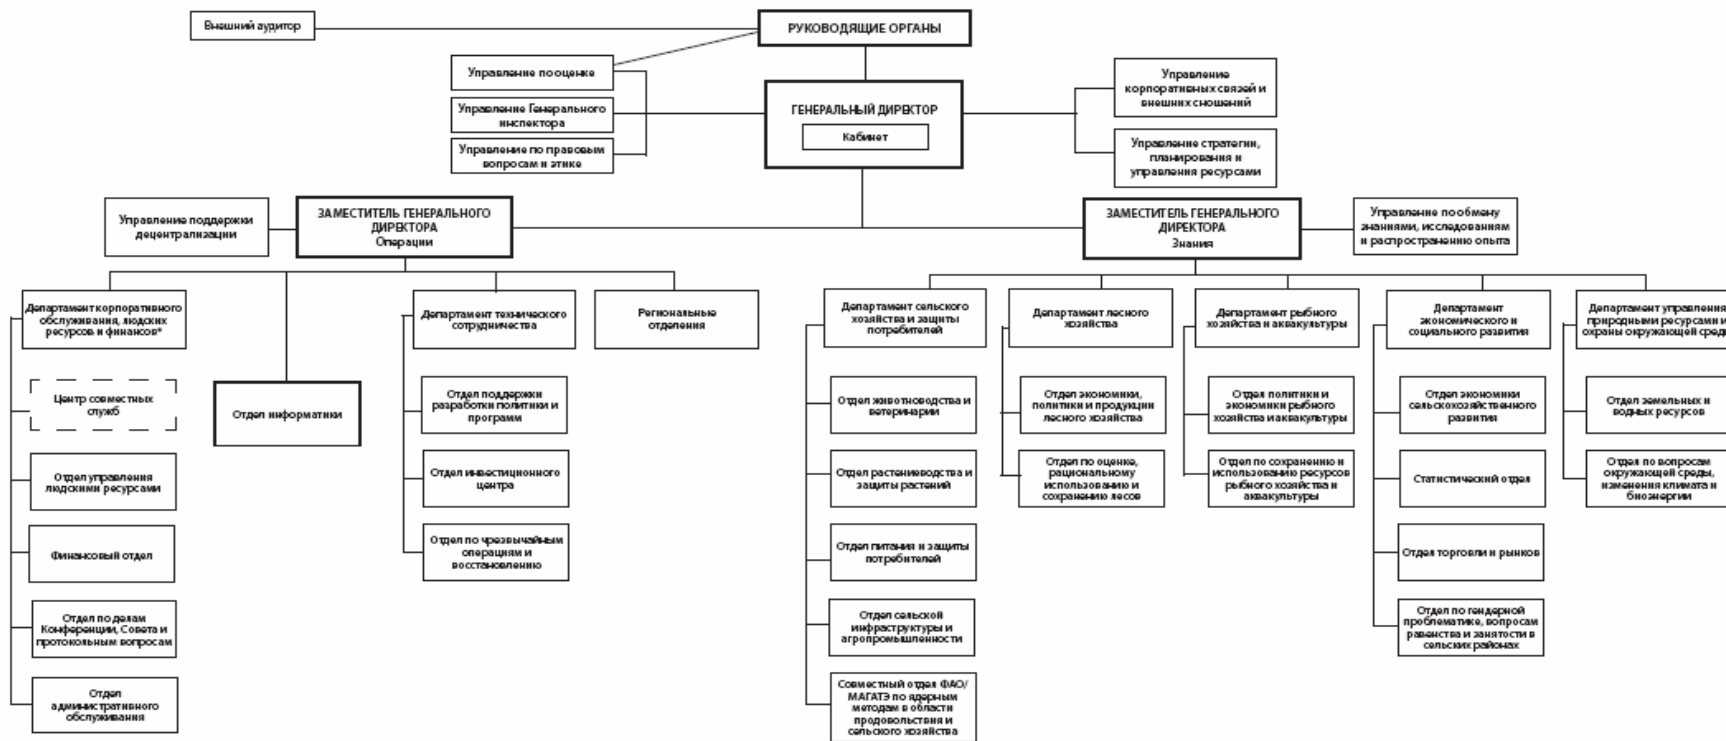 Внешний аудитор
РУКОВОДЯЩИЕ ОРГАНЫ
Управление по оценке
Управление Генерального
инспектора
Управление по правовым
вопросам и этике
ГЕНЕРАЛЬНЫЙ ДИРЕКТОР
Кабинет
Управление
корпоративных связей и
внешних сношений
Управление стратегии,
планирования и
управления ресурсами
Управление поддержки
децентрализации
ЗАМЕСТИТЕЛЬ ГЕНЕРАЛЬНОГО
ДИРЕКТОРА
Операции
ЗАМЕСТИТЕЛЬ ГЕНЕРАЛЬНОГО
ДИРЕКТОРА
Знания
Управление по обмену
знаниями, исследованиям
и распространению опыта
Департамент корпоративного
обслуживания, людских
ресурсов и финансов*
Центр совместных
служб
Отдел управления
людскими ресурсами
Финансовый отдел
Отдел по делам
Конференции, Совета и
протокольным вопросам
Отдел
административного
обслуживания
Отдел информатики
Департамент технического
сотрудничества
Отдел поддержки
разработки политики и
программ
Отдел инвестиционного
центра
Отдел по чрезвычайным
операциям и
восстановлению
Региональные
отделения
Департамент сельского
хозяйства и защиты
потребителей
Отдел животноводства и
ветеринарии
Отдел растениеводства и
защиты растений
Отдел питания и защиты
потребителей
Отдел сельской
инфраструктуры и
агропромышленности
Совместный отдел ФАО/
МАГАТЭ по ядерным
методам в области
продовольствия и
сельского хозяйства
Департамент лесного
хозяйства
Отдел экономики,
политики и продукции
лесного хозяйства
Отдел по оценке,
рациональному
использованию и
сохранению лесов
Департамент рыбного
хозяйства и аквакультуры
Отдел политики и
экономики рыбного
хозяйства и аквакультуры
Отдел по сохранению и
использованию ресурсов
рыбного хозяйства и
аквакультуры
Департамент
экономического и
социального развития
Отдел экономики
сельскохозяйственного
развития
Статистический отдел
Отдел торговли и рынков
Отдел по гендерной
проблематике, вопросам
равенства и занятости в
сельских районах
Департамент управления
природными ресурсами и
охраны окружающей сред
Отдел земельных и
водных ресурсов
Отдел по вопросам
окружающей среды,
изменения климата и
биоэнергии